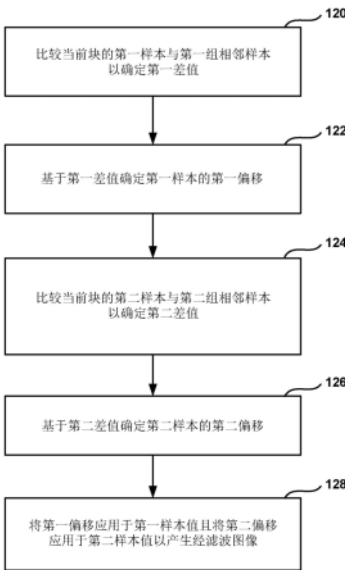 120
比较当前块的第一样本与第一组相邻样本
以确定第一差值
122
基于第一差值确定第一样本的第一偏移
124
比较当前块的第二样本与第二组相邻样本
以确定第二差值
126
基于第二差值确定第二样本的第二偏移
128
将第一偏移应用于第一样本值且将第二偏移
应用于第二样本值以产生经滤波图像